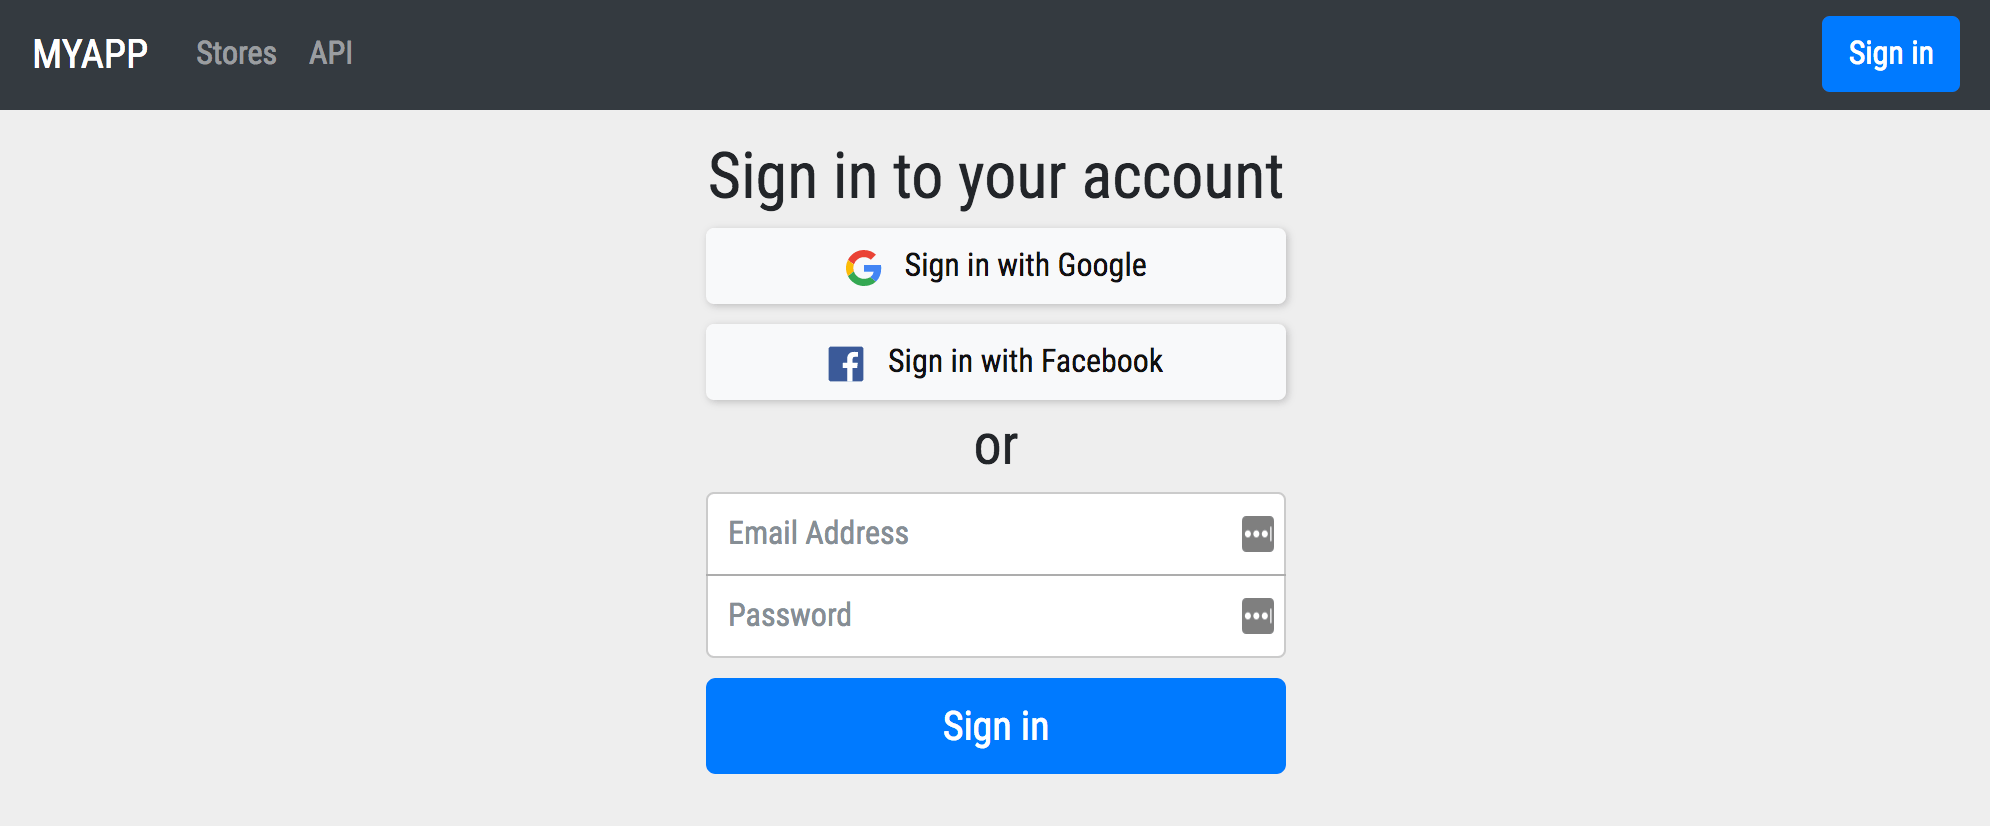 MYAPP Stores API Sign in
Sign in to your account
Sign in with Google
Sign in with Facebook
or
Email Address
Password
Sign in